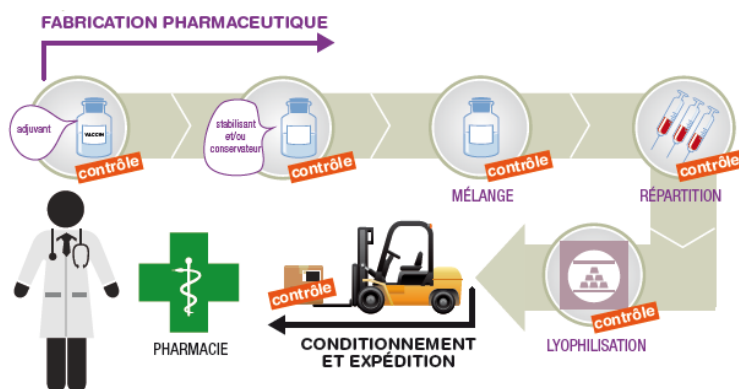 FABRICATION PHARMACEUTIQUE
adjuvant
VACCIN
contrôle
stabilisant
et/ou
conservateur
contrôle
contrôle
MÉLANGE
contrôle
RÉPARTITION
contrôle
LYOPHILISATION
contrôle
CONDITIONNEMENT
ET EXPÉDITION
PHARMACIE